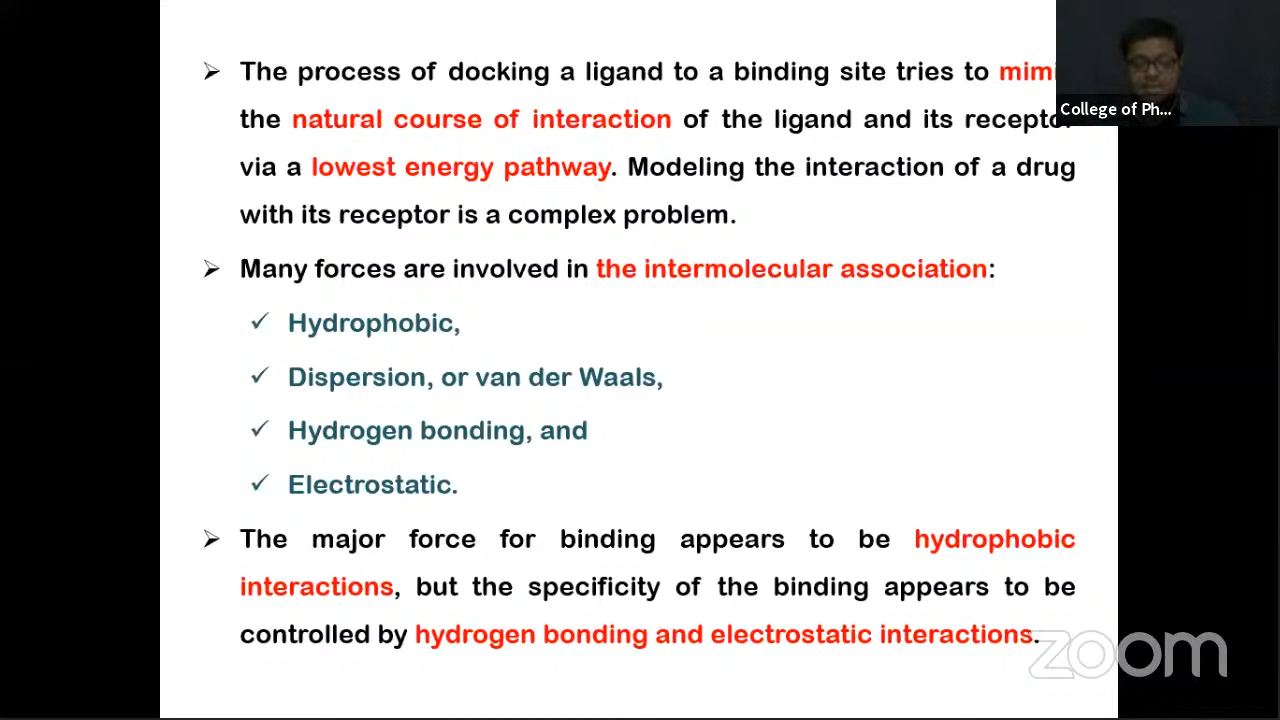 ➢ The process of docking a ligand to a binding site tries to mimi
the natural course of interaction of the ligand and its receptor
via a lowest energy pathway. Modeling the interaction of a drug
with its receptor is a complex problem.
➢ Many forces are involved in the intermolecular association:
✓ Hydrophobic,
✓ Dispersion, or van der Waals,
✓ Hydrogen bonding, and
✓ Electrostatic.
➢ The major force for binding appears to be hydrophobic
interactions, but the specificity of the binding appears to be
controlled by hydrogen bonding and electrostatic interactions.
College of Ph...
zoom